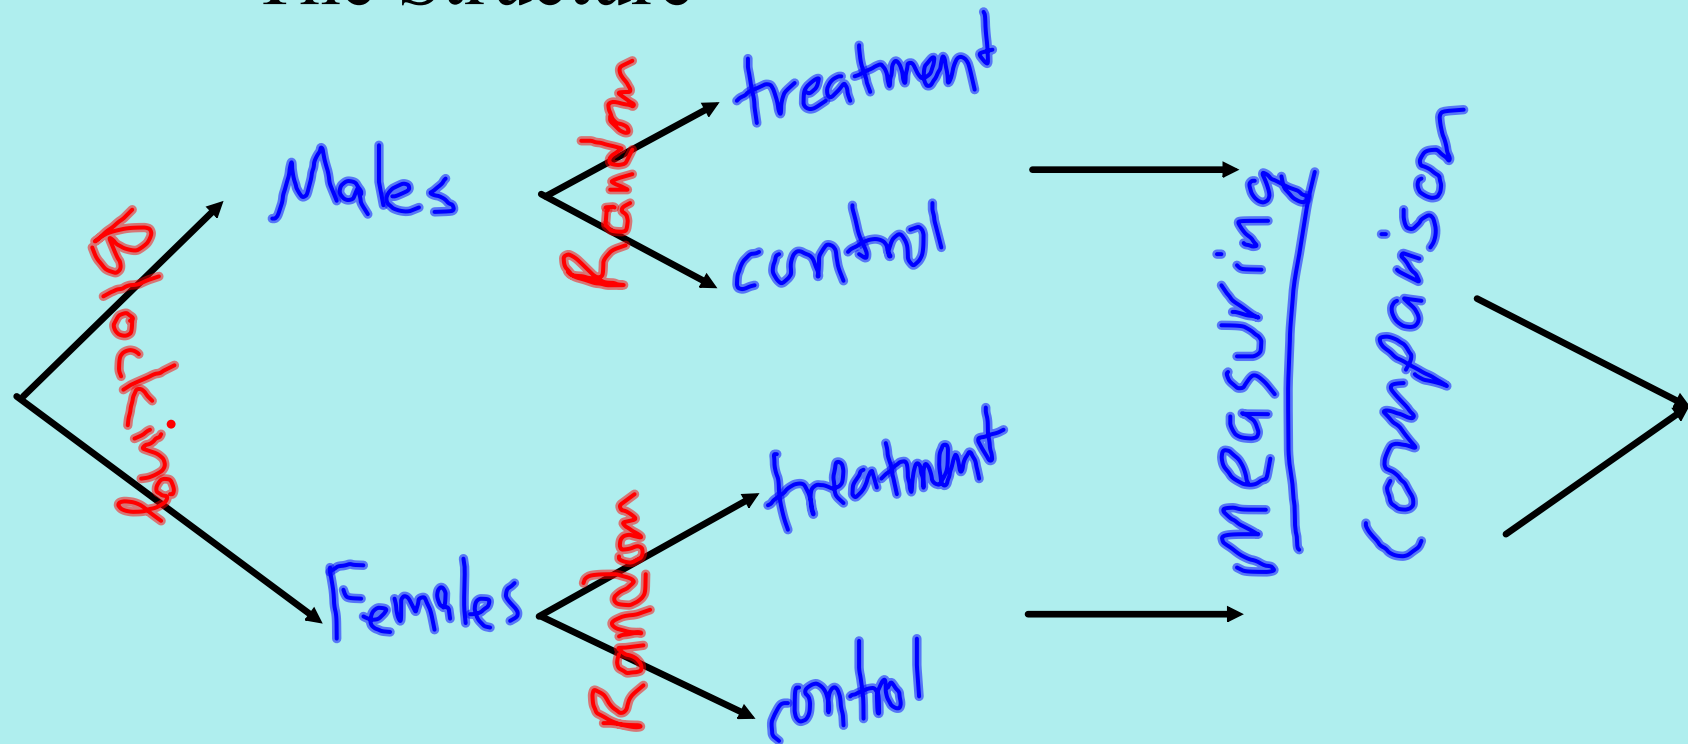 The Structure
Blocking
Males
Random
treatment
control
Females
Random
treatment
control
Measuring
Comparison